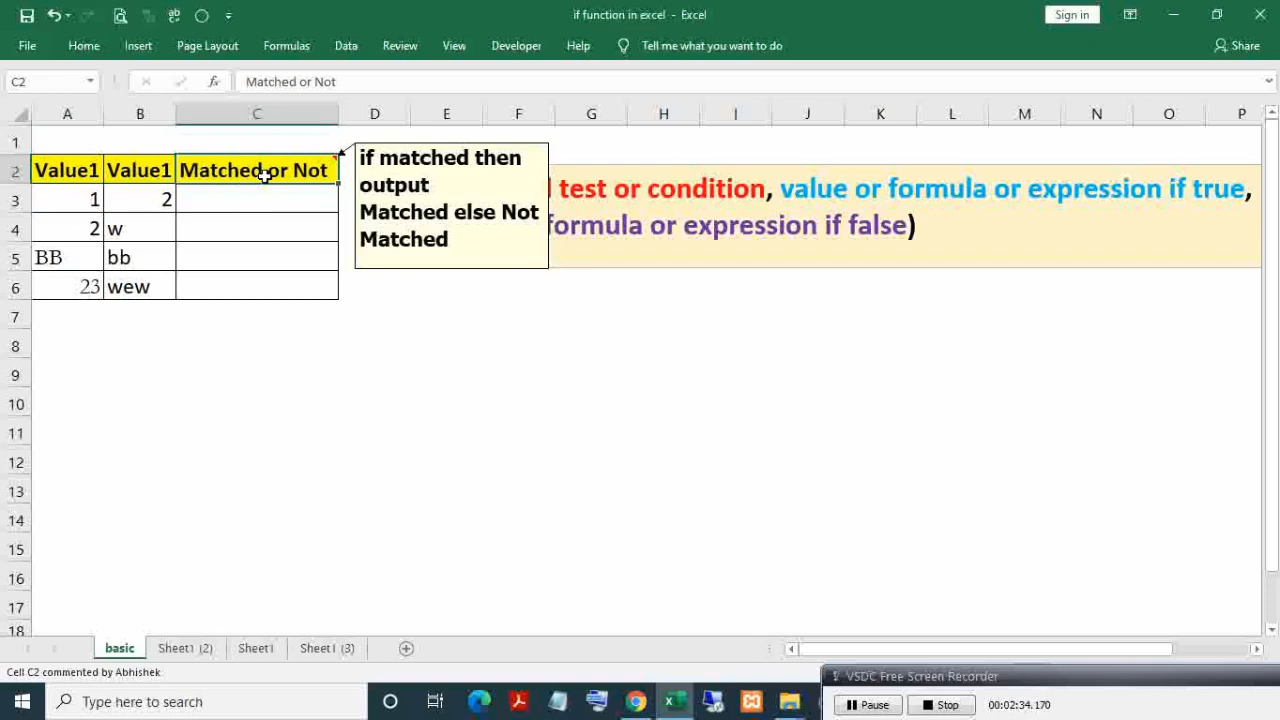 if function in excel - Excel
Sign in
File Home Insert Page Layout Formulas Data Review View Developer Help Tell me what you want to do Share
C2 fx Matched or Not
A B C D E F G H I J K L M N O P
1
2 Value1 Value1 Matched or Not
3 1 2
4 2 w
5 BB bb
6 23 wew
7
8
9
10
11
12
13
14
15
16
17
18
if matched then
output
Matched else Not
Matched
test or condition, value or formula or expression if true,
formula or expression if false)
basic Sheet1 (2) Sheet1 Sheet1 (3)
Cell C2 commented by Abhishek
VSDC Free Screen Recorder
Type here to search
Pause Stop 00:02:34.170